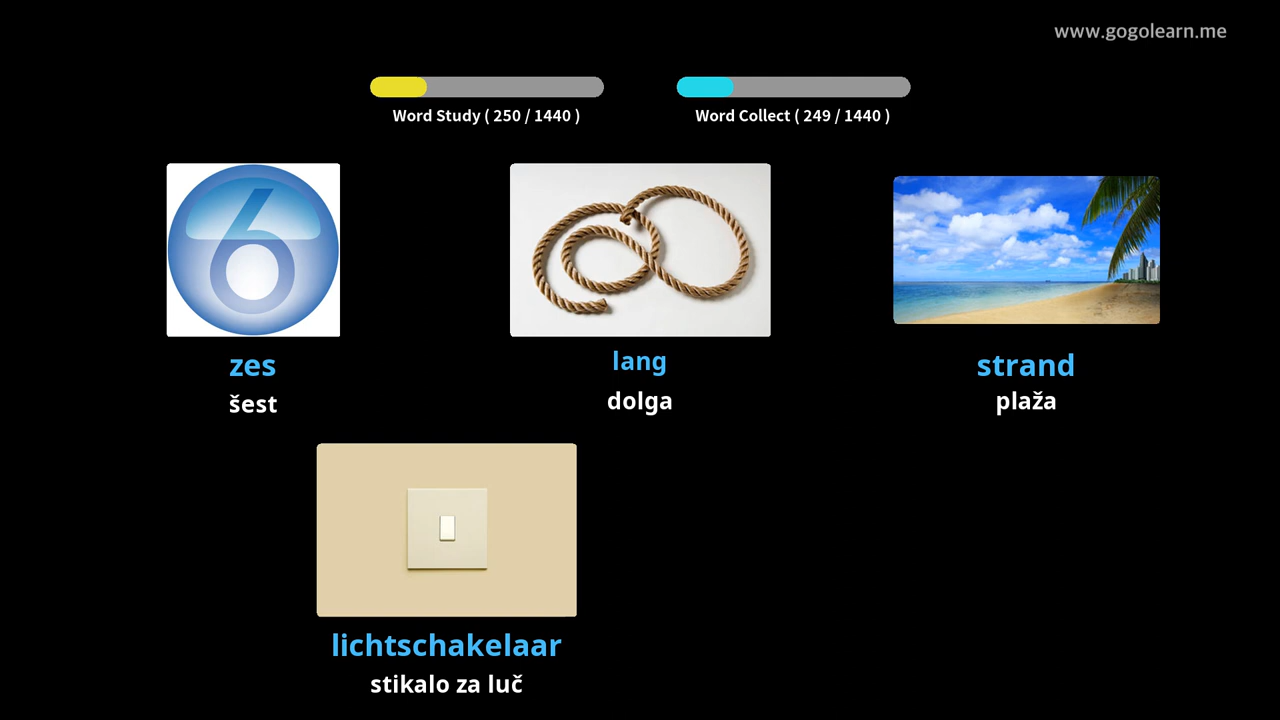 www.gogolearn.me
Word Study ( 250 / 1440 )
Word Collect ( 249 / 1440 )
6
zes
šest
lang
dolga
strand
plaža
lichtschakelaar
stikalo za luč